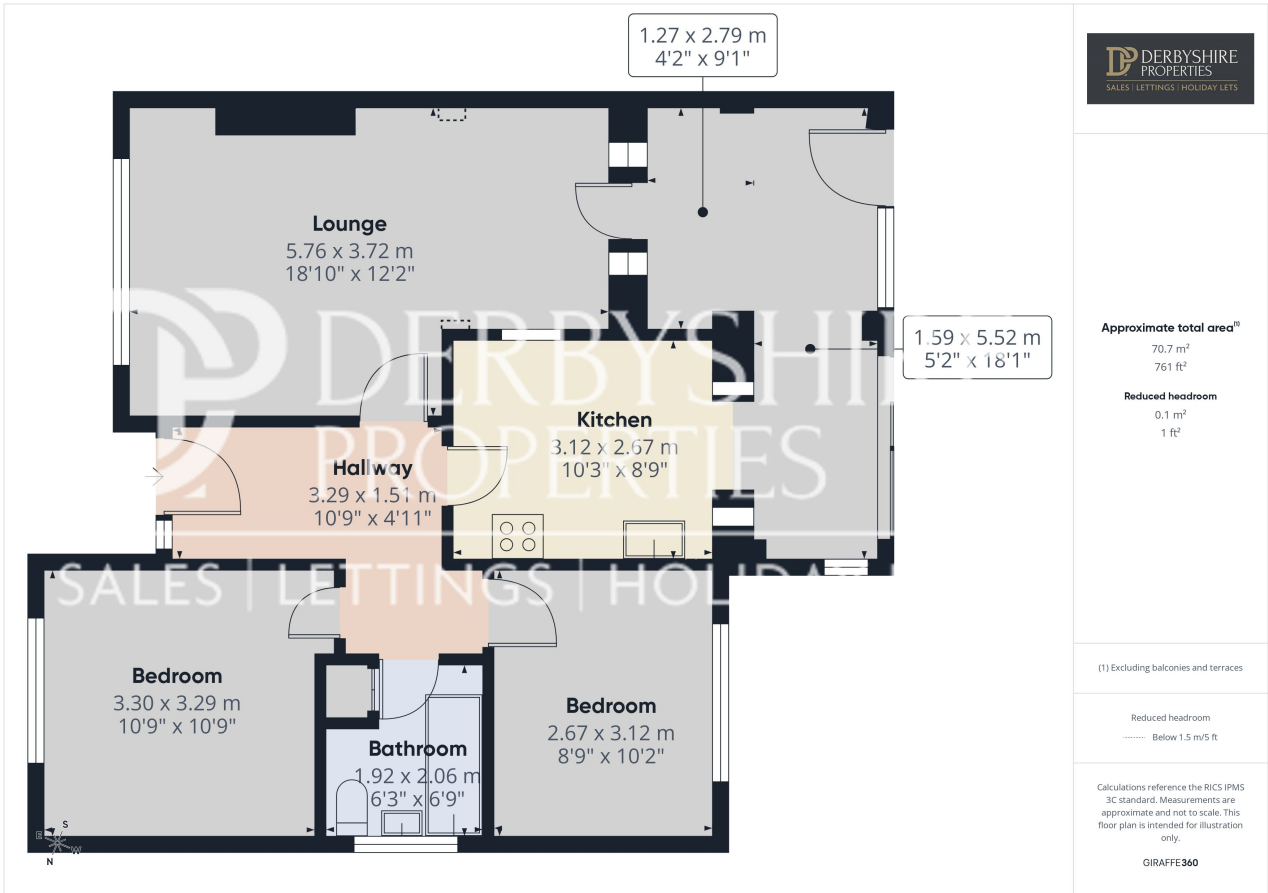 1.27 x 2.79 m
4'2" x 9'1"
DERBYSHIRE
PROPERTIES
SALES | LETTINGS | HOLIDAY LETS
Lounge
5.76 x 3.72 m
18'10" x 12'2"
DERBYSHIRE
PROPERTIES
SALES | LETTINGS |
1.59 x 5.52 m
5'2" x 18'1"
Kitchen
3.12 x 2.67 m
10'3" x 8'9"
Hallway
3.29 x 1.51 m
10'9" x 4'11"
Bedroom
3.30 x 3.29 m
10'9" x 10'9"
Bedroom
2.67 x 3.12 m
8'9" x 10'2"
Bathroom
1.92 x 2.06 m
6'3" x 6'9"
S
E
W
N
Approximate total area(1)
70.7 m²
761 ft²
Reduced headroom
0.1 m²
1 ft²
(1) Excluding balconies and terraces
Reduced headroom
Below 1.5 m/5 ft
Calculations reference the RICS IPMS
3C standard. Measurements are
approximate and not to scale. This
floor plan is intended for illustration
only.
GIRAFFE360